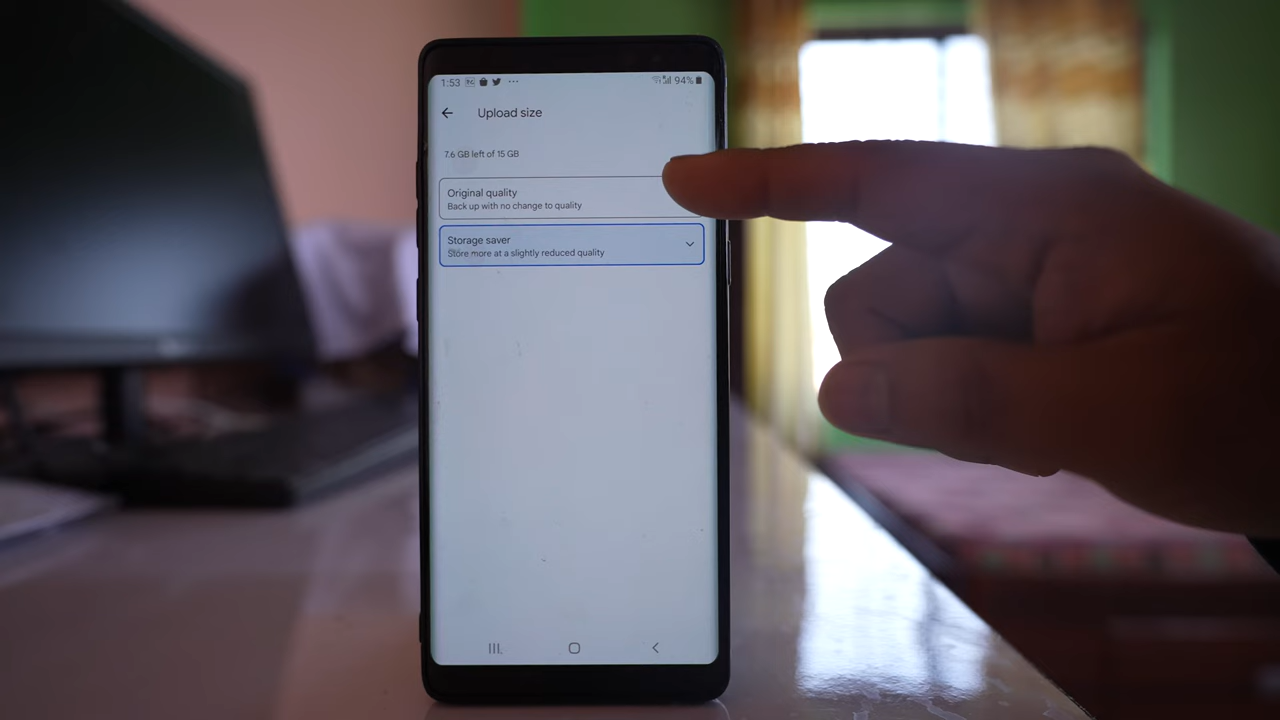 1:53 94%
Upload size
7.6 GB left of 15 GB
Original quality
Back up with no change to quality
Storage saver
Store more at a slightly reduced quality